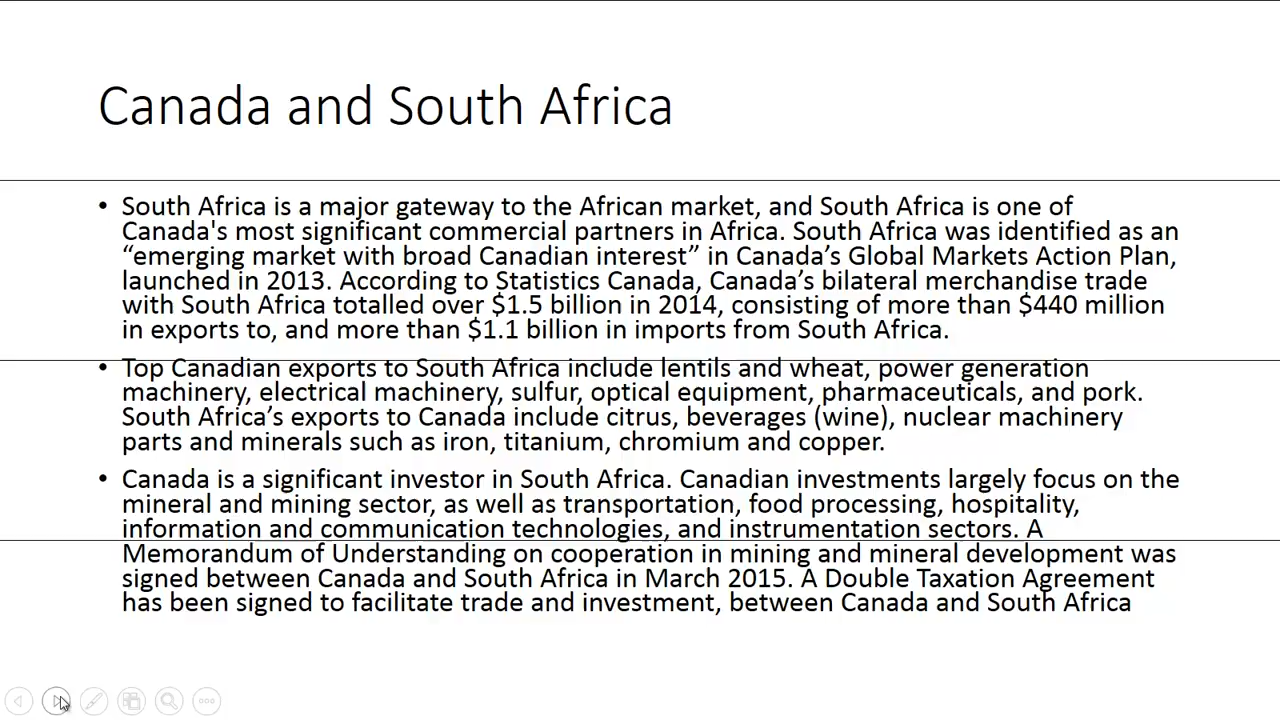 Canada and South Africa
• South Africa is a major gateway to the African market, and South Africa is one of
Canada's most significant commercial partners in Africa. South Africa was identified as an
“emerging market with broad Canadian interest” in Canada’s Global Markets Action Plan,
launched in 2013. According to Statistics Canada, Canada’s bilateral merchandise trade
with South Africa totalled over $1.5 billion in 2014, consisting of more than $440 million
in exports to, and more than $1.1 billion in imports from South Africa.
• Top Canadian exports to South Africa include lentils and wheat, power generation
machinery, electrical machinery, sulfur, optical equipment, pharmaceuticals, and pork.
South Africa’s exports to Canada include citrus, beverages (wine), nuclear machinery
parts and minerals such as iron, titanium, chromium and copper.
• Canada is a significant investor in South Africa. Canadian investments largely focus on the
mineral and mining sector, as well as transportation, food processing, hospitality,
information and communication technologies, and instrumentation sectors. A
Memorandum of Understanding on cooperation in mining and mineral development was
signed between Canada and South Africa in March 2015. A Double Taxation Agreement
has been signed to facilitate trade and investment, between Canada and South Africa